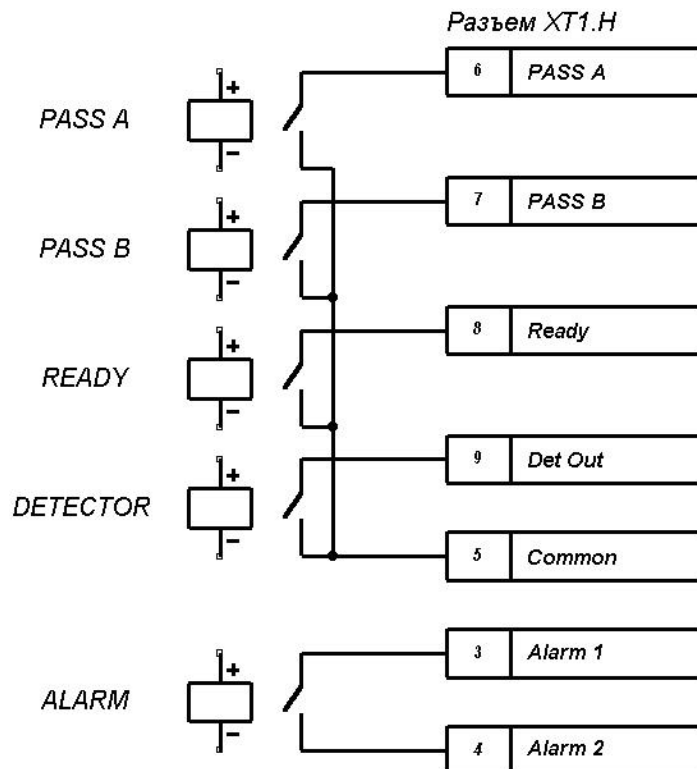 Разъем XT1.H
6 PASS A
PASS A
+
−
7 PASS B
PASS B
+
−
8 Ready
READY
+
−
9 Det Out
DETECTOR
+
−
5 Common
3 Alarm 1
ALARM
+
−
4 Alarm 2